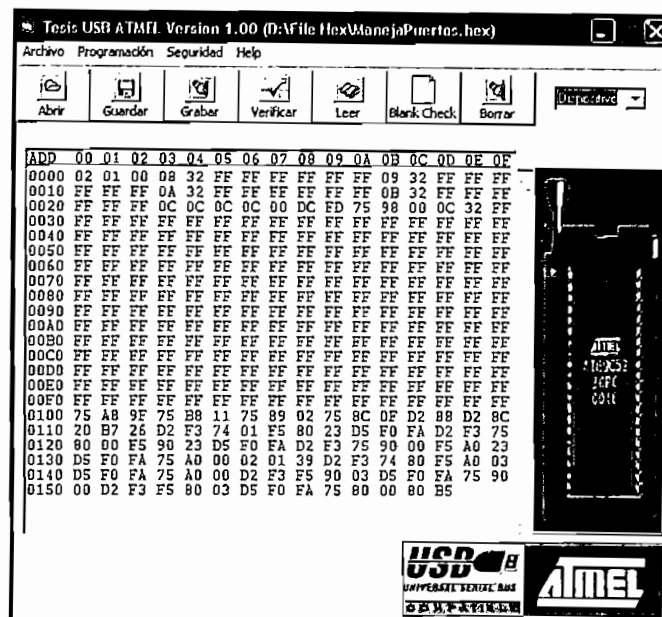 Tesis USB ATMEL Version 1.00 (D:\File Hex\ManejaPuertos.hex)
Archivo Programación Seguridad Help
Abrir Guardar Grabar Verificar Leer Blank Check Borrar Dispositivo
ADD 00 01 02 03 04 05 06 07 08 09 0A 0B 0C 0D 0E 0F
0000 02 01 00 08 32 FF FF FF FF FF FF 09 32 FF FF FF
0010 FF FF FF 0A 32 FF FF FF FF FF FF 0B 32 FF FF FF
0020 FF FF FF 0C 0C 0C 0C 00 DC FD 75 98 00 0C 32 FF
0030 FF FF FF FF FF FF FF FF FF FF FF FF FF FF FF FF
0040 FF FF FF FF FF FF FF FF FF FF FF FF FF FF FF FF
0050 FF FF FF FF FF FF FF FF FF FF FF FF FF FF FF FF
0060 FF FF FF FF FF FF FF FF FF FF FF FF FF FF FF FF
0070 FF FF FF FF FF FF FF FF FF FF FF FF FF FF FF FF
0080 FF FF FF FF FF FF FF FF FF FF FF FF FF FF FF FF
0090 FF FF FF FF FF FF FF FF FF FF FF FF FF FF FF FF
00A0 FF FF FF FF FF FF FF FF FF FF FF FF FF FF FF FF
00B0 FF FF FF FF FF FF FF FF FF FF FF FF FF FF FF FF
00C0 FF FF FF FF FF FF FF FF FF FF FF FF FF FF FF FF
00D0 FF FF FF FF FF FF FF FF FF FF FF FF FF FF FF FF
00E0 FF FF FF FF FF FF FF FF FF FF FF FF FF FF FF FF
00F0 FF FF FF FF FF FF FF FF FF FF FF FF FF FF FF FF
0100 75 A8 9F 75 B8 11 75 89 02 75 8C 0F D2 88 D2 8C
0110 20 B7 26 D2 F3 74 01 F5 80 23 D5 F0 FA D2 F3 75
0120 80 00 F5 90 23 D5 F0 FA D2 F3 75 90 00 F5 A0 23
0130 D5 F0 FA 75 A0 00 02 01 39 D2 F3 74 80 F5 A0 03
0140 D5 F0 FA 75 A0 00 D2 F3 F5 90 03 D5 F0 FA 75 90
0150 00 D2 F3 F5 80 03 D5 F0 FA 75 80 00 80 B5
ATMEL
USB
UNIVERSAL SERIAL BUS
COMPATIBLE
ATMEL